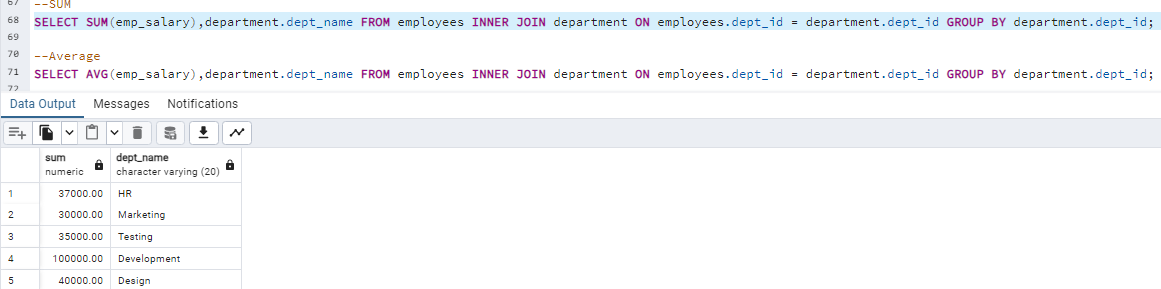 67 --SUM
68 SELECT SUM(emp_salary),department.dept_name FROM employees INNER JOIN department ON employees.dept_id = department.dept_id GROUP BY department.dept_id;
69
70 --Average
71 SELECT AVG(emp_salary),department.dept_name FROM employees INNER JOIN department ON employees.dept_id = department.dept_id GROUP BY department.dept_id;
72
Data Output Messages Notifications
sum dept_name
numeric character varying (20)
1 37000.00 HR
2 30000.00 Marketing
3 35000.00 Testing
4 100000.00 Development
5 40000.00 Design